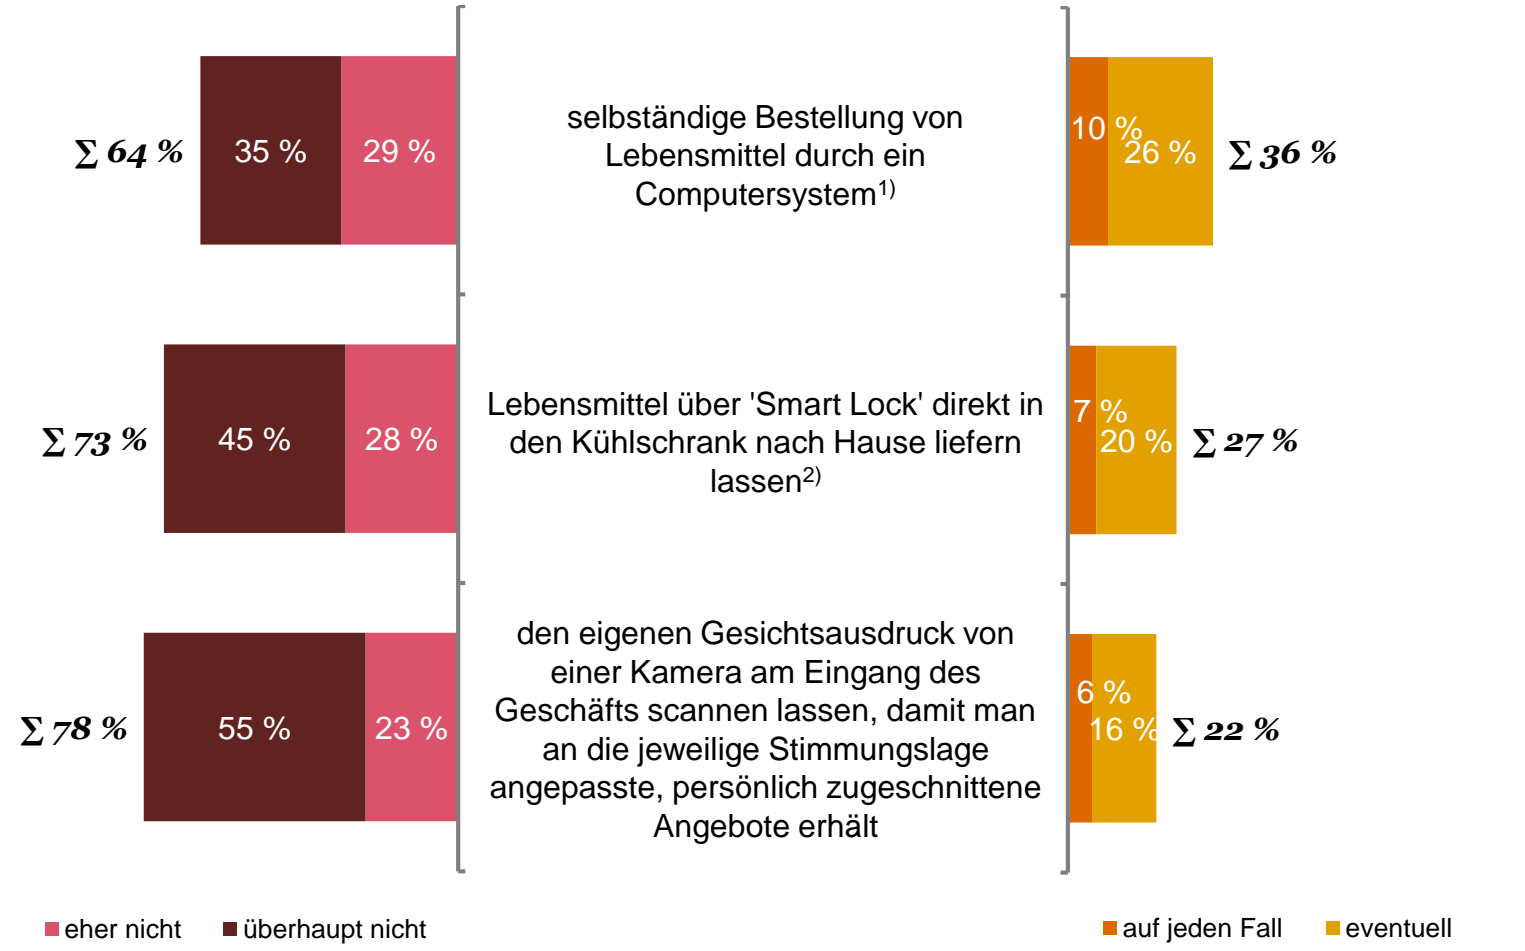 ∑ 64 %
35 %
29 %
selbständige Bestellung von
Lebensmittel durch ein
Computersystem1)
10 %
26 %
∑ 36 %
∑ 73 %
45 %
28 %
Lebensmittel über 'Smart Lock' direkt in
den Kühlschrank nach Hause liefern
lassen2)
7 %
20 %
∑ 27 %
∑ 78 %
55 %
23 %
den eigenen Gesichtsausdruck von
einer Kamera am Eingang des
Geschäfts scannen lassen, damit man
an die jeweilige Stimmungslage
angepasste, persönlich zugeschnittene
Angebote erhält
6 %
16 %
∑ 22 %
eher nicht
überhaupt nicht
auf jeden Fall
eventuell